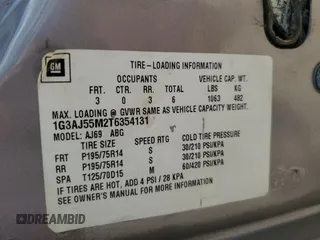 GM
TIRE-LOADING INFORMATION
OCCUPANTS VEHICLE CAP. WT.
FRT. CTR. RR. TOTAL LBS KG
3 0 3 6 1063 482
MAX. LOADING @ GVWR SAME AS VEHICLE CAPACITY WEIGHT.
1G3AJ55M2T6354131
MODEL: AJ69 ABG
TIRE SIZE SPEED RTG COLD TIRE PRESSURE
FRT P195/75R14 S 30/210 PSI/KPA
RR P195/75R14 S 30/210 PSI/KPA
SPA T125/70D15 M 60/420 PSI/KPA
IF TIRES ARE HOT, ADD 4 PSI / 28 KPA
SEE OWNER'S MANUAL FOR ADDITIONAL INFORMATION
DREAMBID